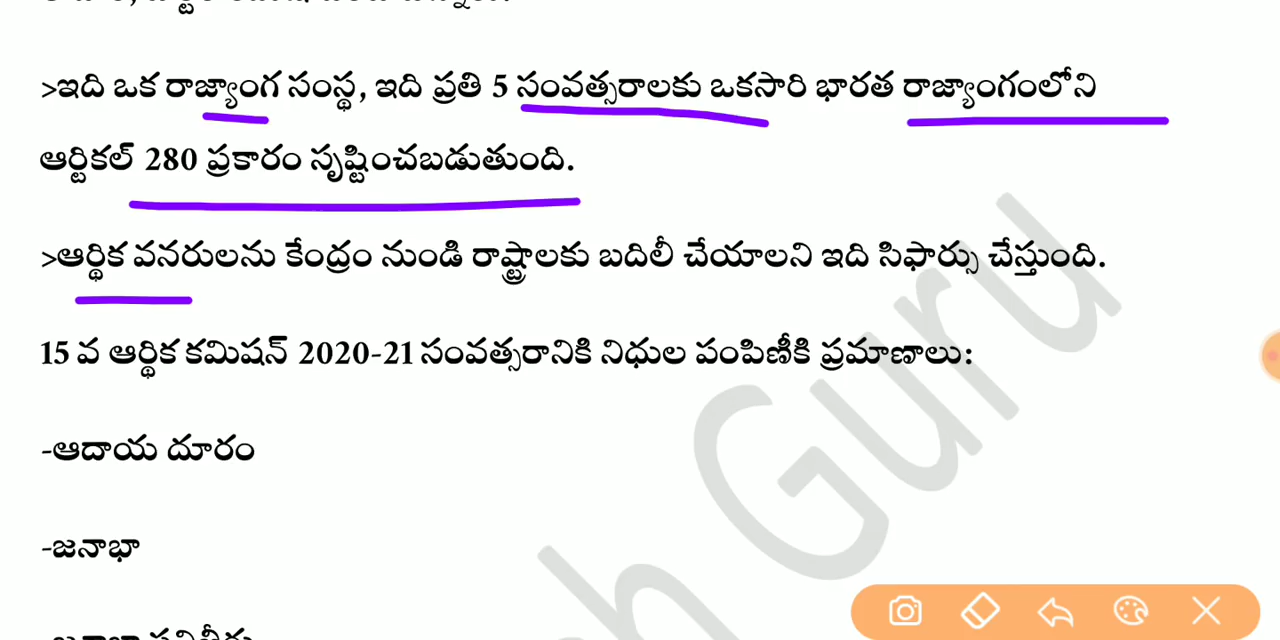 >ఇది ఒక రాజ్యాంగ సంస్థ, ఇది ప్రతి 5 సంవత్సరాలకు ఒకసారి భారత రాజ్యాంగంలోని
ఆర్టికల్ 280 ప్రకారం సృష్టించబడుతుంది.
>ఆర్థిక వనరులను కేంద్రం నుండి రాష్ట్రాలకు బదిలీ చేయాలని ఇది సిఫార్సు చేస్తుంది.
15 వ ఆర్థిక కమిషన్ 2020-21 సంవత్సరానికి నిధుల పంపిణీకి ప్రమాణాలు:
-ఆదాయ దూరం
-జనాభా
Guru